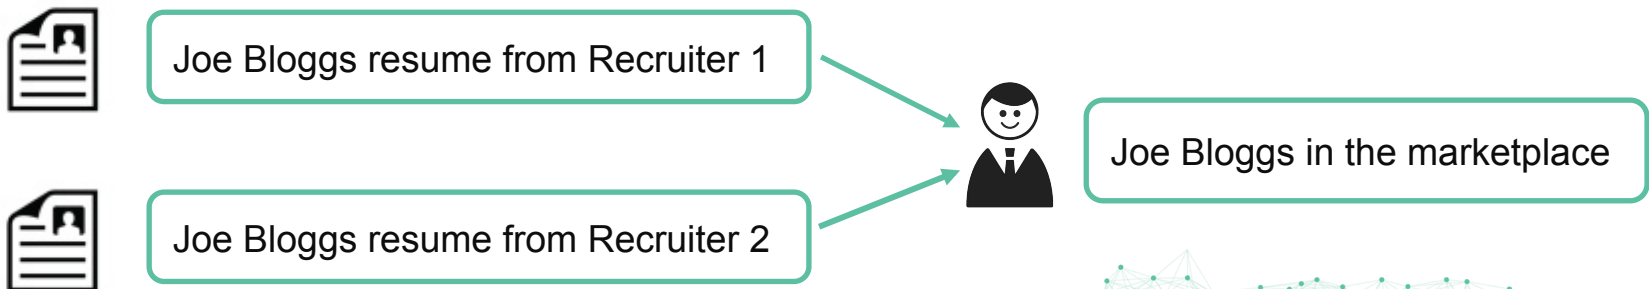 Joe Bloggs resume from Recruiter 1
Joe Bloggs in the marketplace
Joe Bloggs resume from Recruiter 2